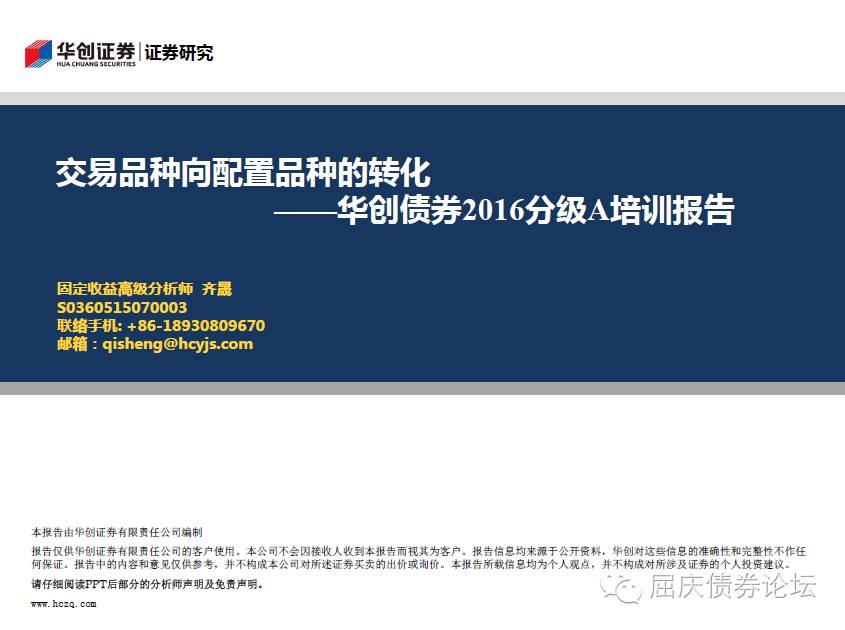 华创证券 证券研究
HUA CHUANG SECURITIES
交易品种向配置品种的转化
——华创债券2016分级A培训报告
固定收益高级分析师 齐晟
S0360515070003
联络手机: +86-18930809670
邮箱：qisheng@hcyjs.com
本报告由华创证券有限责任公司编制
报告仅供华创证券有限责任公司的客户使用。本公司不会因接收人收到本报告而视其为客户。报告信息均来源于公开资料，华创对这些信息的准确性和完整性不作任
何保证。报告中的内容和意见仅供参考，并不构成本公司对所述证券买卖的出价或询价。本报告所载信息均为个人观点，并不构成对所涉及证券的个人投资建议。
请仔细阅读PPT后部分的分析师声明及免责声明。
www.hczq.com
屈庆债券论坛